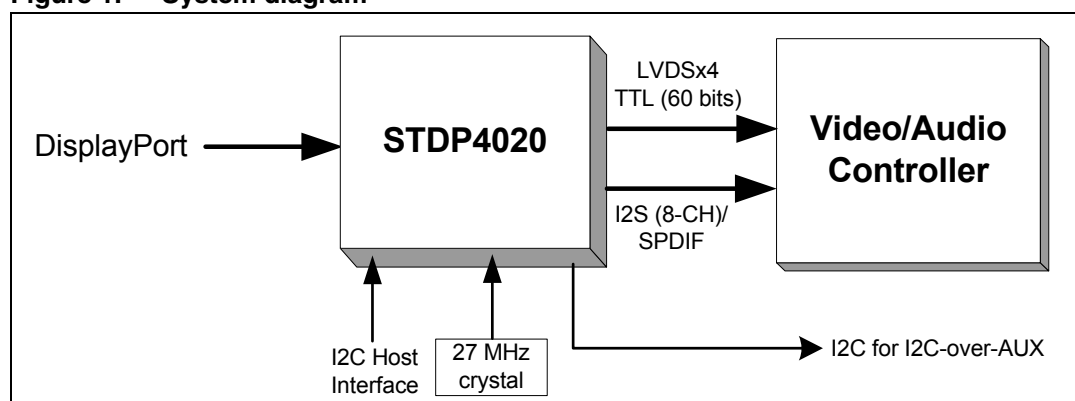 Figure 1. System diagram
DisplayPort
STDP4020
LVDSx4
TTL (60 bits)
I2S (8-CH)/
SPDIF
Video/Audio
Controller
I2C Host
Interface
27 MHz
crystal
I2C for I2C-over-AUX